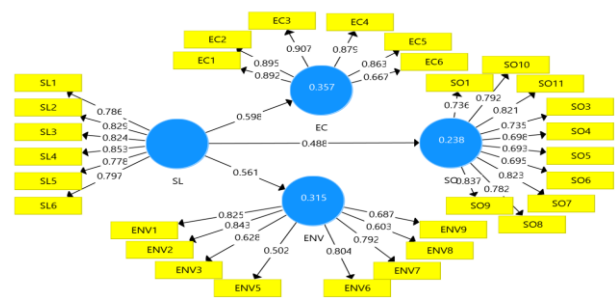 EC3
EC4
EC2
EC5
EC1
EC6
0.907
0.879
0.895
0.863
0.892
0.667
0.357
EC
SO10
SO1
SO11
SO3
SO4
SO5
SO6
SO7
SO8
SO9
0.792
0.736
0.821
0.735
0.698
0.693
0.695
0.823
0.782
0.837
0.238
SO
SL1
SL2
SL3
SL4
SL5
SL6
0.786
0.829
0.824
0.853
0.778
0.797
SL
0.598
0.488
0.561
0.315
ENV
ENV1
ENV2
ENV3
ENV5
ENV6
ENV7
ENV8
ENV9
0.825
0.843
0.628
0.502
0.804
0.792
0.603
0.687